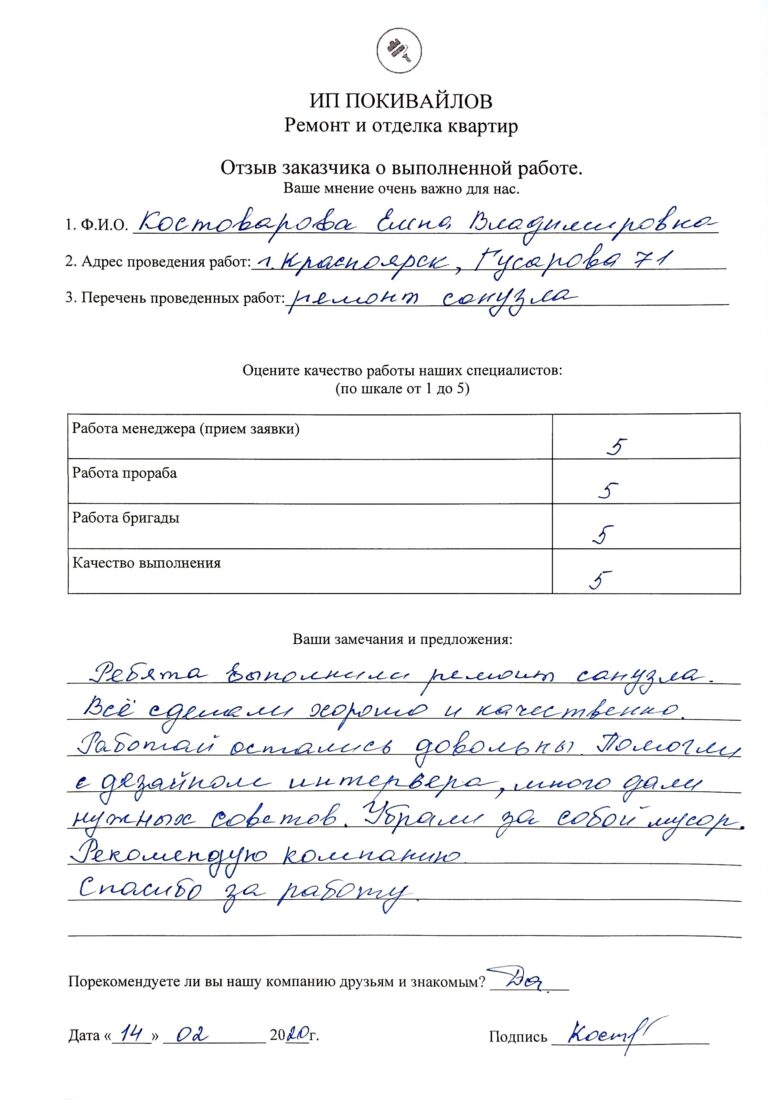 ИП ПОКИВАЙЛОВ
Ремонт и отделка квартир
Отзыв заказчика о выполненной работе.
Ваше мнение очень важно для нас.
1. Ф.И.О. Костоварова Елена Владимировна
2. Адрес проведения работ: г. Красноярск, Гусарова 71
3. Перечень проведенных работ: ремонт санузла
Оцените качество работы наших специалистов:
(по шкале от 1 до 5)
Работа менеджера (прием заявки) 5
Работа прораба 5
Работа бригады 5
Качество выполнения 5
Ваши замечания и предложения:
Ребята выполнили ремонт санузла.
Всё сделали хорошо и качественно.
Работай остались довольны. Помогли
с дезайном интервера, много дали
нужных советов. Убрали за собой мусор.
Рекомендую компанию.
Спасибо за работу.
Порекомендуете ли вы нашу компанию друзьям и знакомым? Да
Дата «14» 02 2020г. Подпись Кост